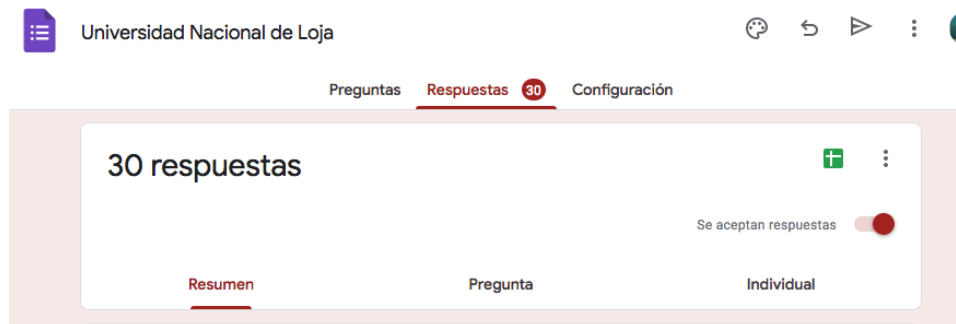 Universidad Nacional de Loja
Preguntas Respuestas 30 Configuración
30 respuestas
Se aceptan respuestas
Resumen Pregunta Individual